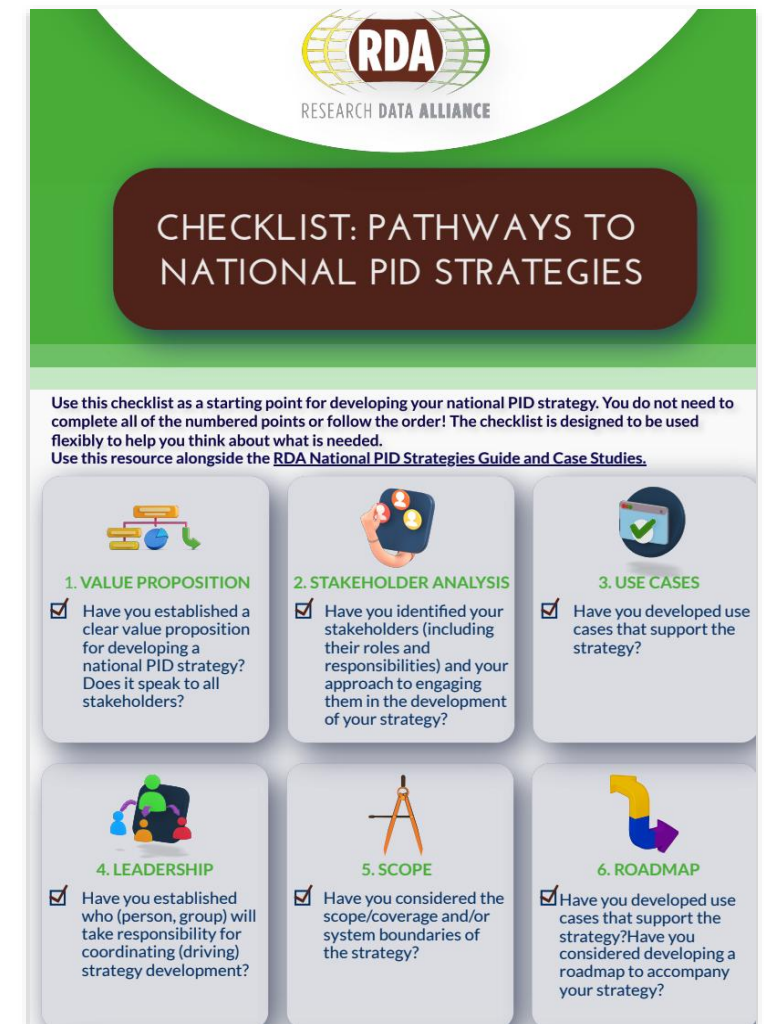 RDA
RESEARCH DATA ALLIANCE
CHECKLIST: PATHWAYS TO
NATIONAL PID STRATEGIES
Use this checklist as a starting point for developing your national PID strategy. You do not need to
complete all of the numbered points or follow the order! The checklist is designed to be used
flexibly to help you think about what is needed.
Use this resource alongside the RDA National PID Strategies Guide and Case Studies.
1. VALUE PROPOSITION
Have you established a
clear value proposition
for developing a
national PID strategy?
Does it speak to all
stakeholders?
2. STAKEHOLDER ANALYSIS
Have you identified your
stakeholders (including
their roles and
responsibilities) and your
approach to engaging
them in the development
of your strategy?
3. USE CASES
Have you developed use
cases that support the
strategy?
4. LEADERSHIP
Have you established
who (person, group) will
take responsibility for
coordinating (driving)
strategy development?
5. SCOPE
Have you considered the
scope/coverage and/or
system boundaries of
the strategy?
6. ROADMAP
Have you developed use
cases that support the
strategy?Have you
considered developing a
roadmap to accompany
your strategy?